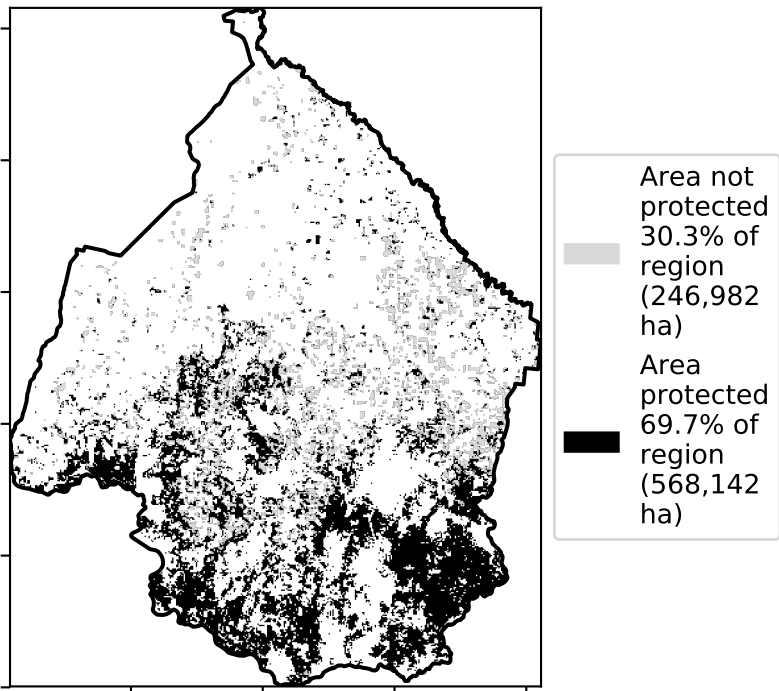 Area not
protected
30.3% of
region
(246,982
ha)
Area
protected
69.7% of
region
(568,142
ha)